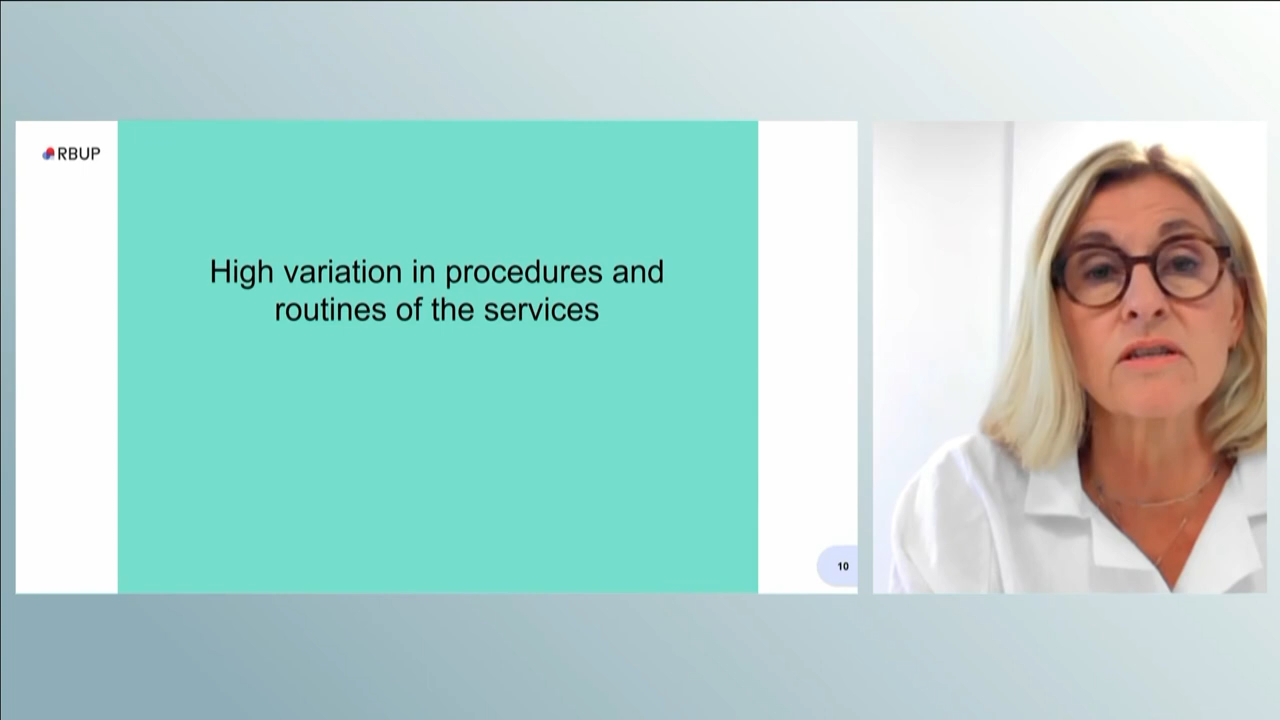 RBUP
High variation in procedures and
routines of the services
10